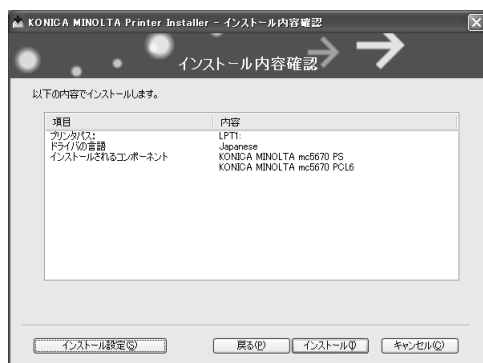 KONICA MINOLTA Printer Installer - インストール内容確認
インストール内容確認
以下の内容でインストールします。
項目 内容
プリンタパス: LPT1:
ドライバの言語 Japanese
インストールされるコンポーネント KONICA MINOLTA mc5670 PS
KONICA MINOLTA mc5670 PCL6
インストール設定(S) 戻る(P) インストール(I) キャンセル(C)